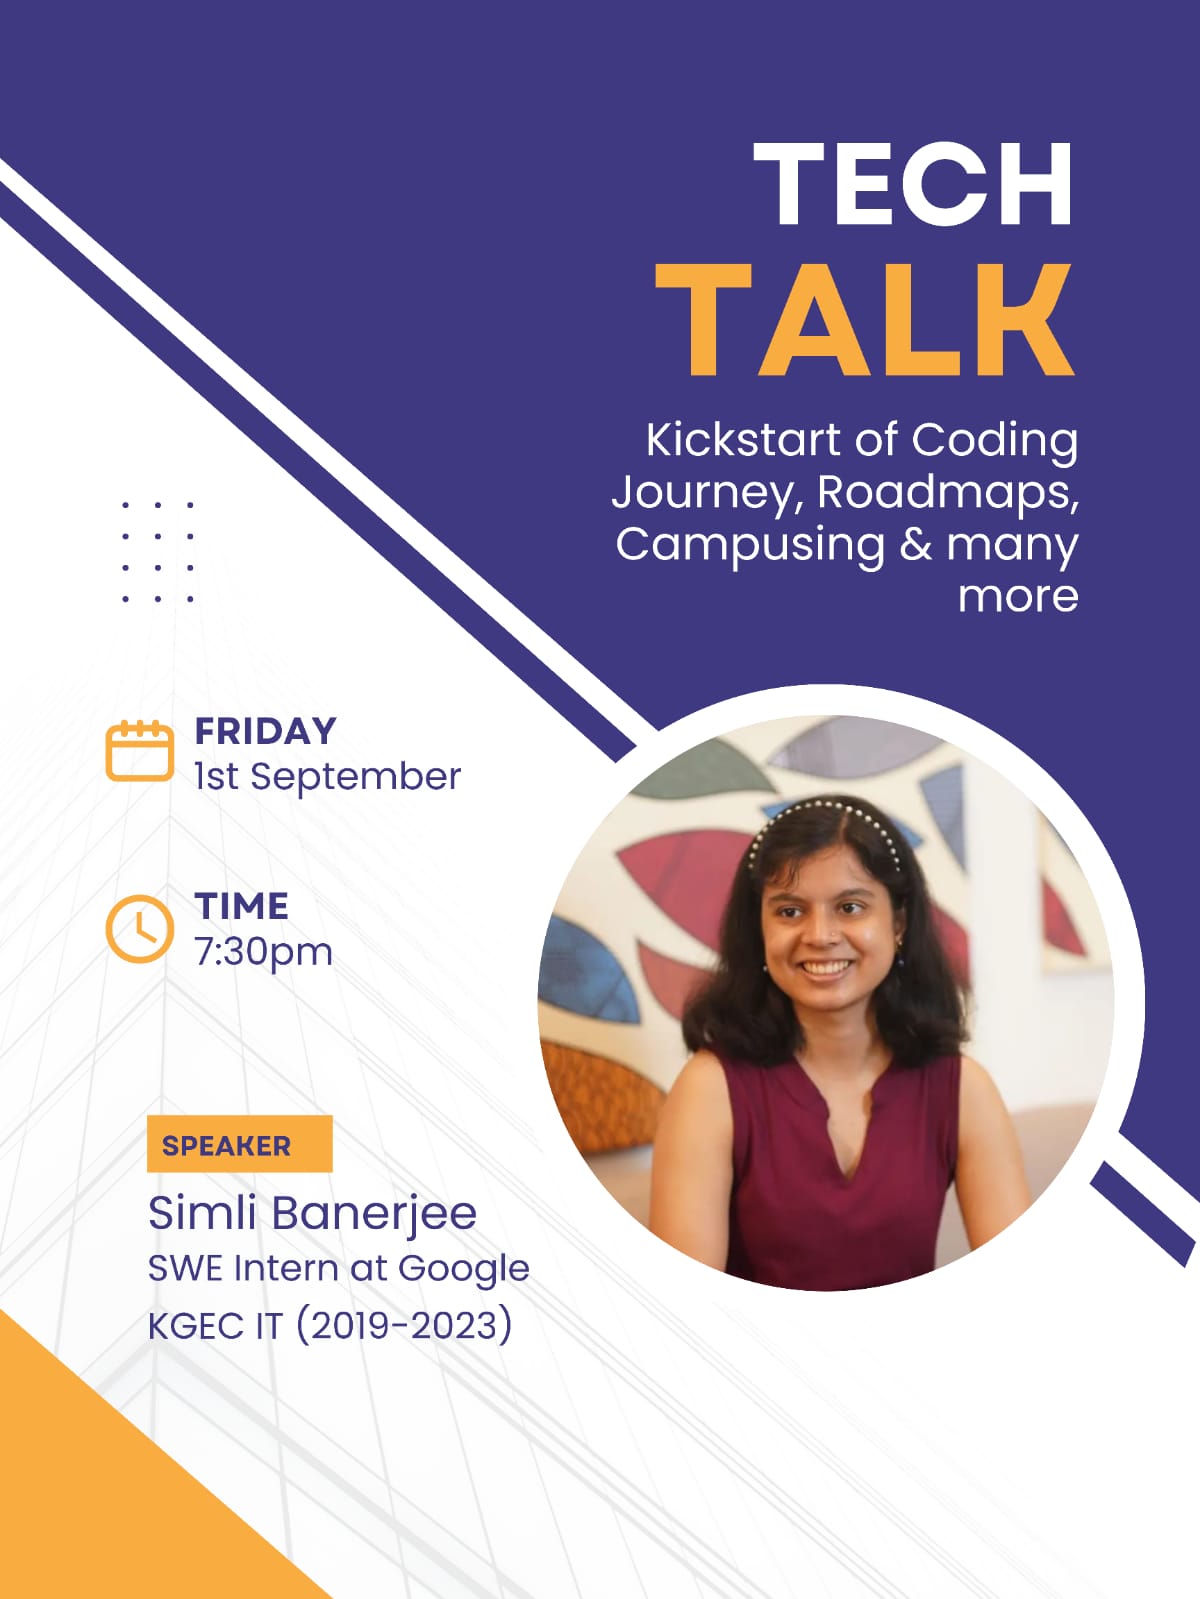 TECH
TALK
Kickstart of Coding
Journey, Roadmaps,
Campusing & many
more
FRIDAY
1st September
TIME
7:30pm
SPEAKER
Simli Banerjee
SWE Intern at Google
KGEC IT (2019-2023)